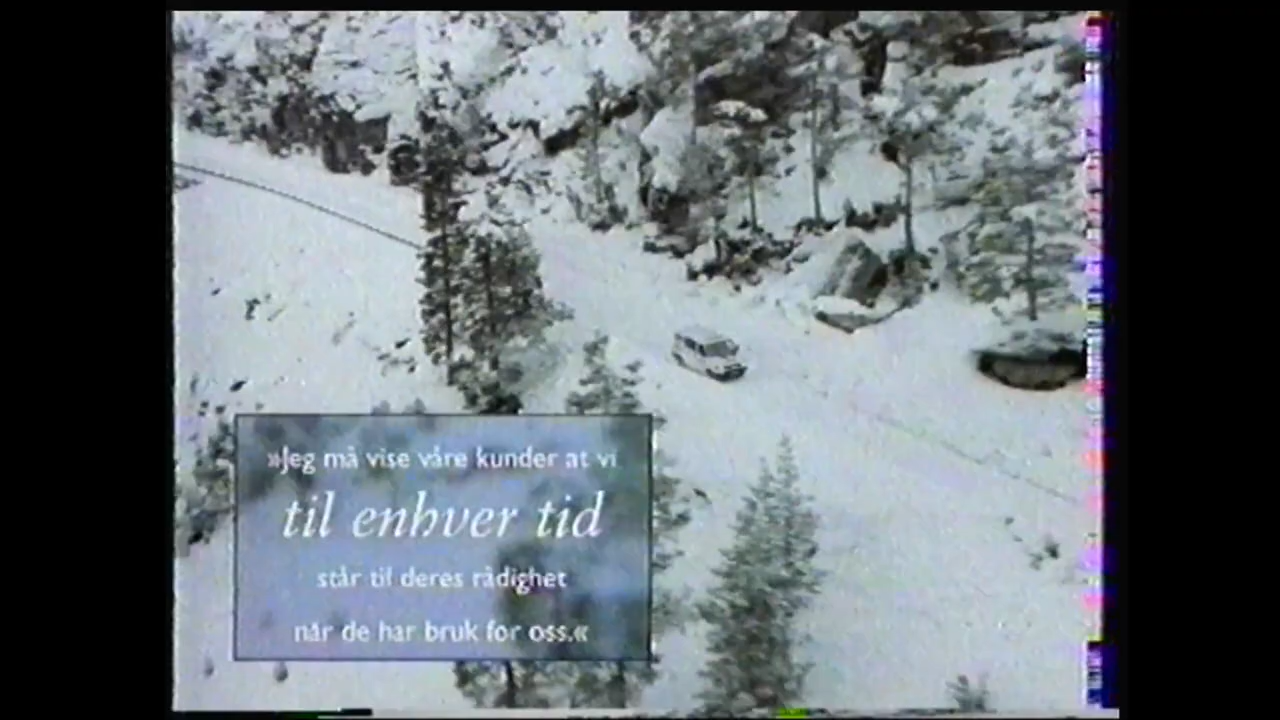 »Jeg må vise våre kunder at vi
til enhver tid
står til deres rådighet
når de har bruk for oss.«